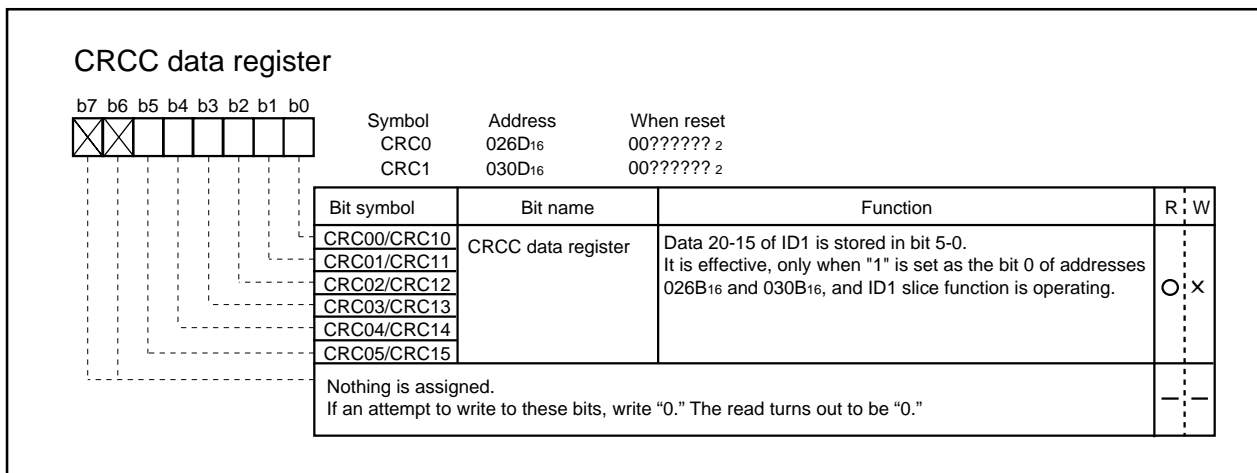 CRCC data register
b7 b6 b5 b4 b3 b2 b1 b0
Symbol Address When reset
CRC0 026D16 00?????? 2
CRC1 030D16 00?????? 2
Bit symbol Bit name Function R W
CRC00/CRC10 CRCC data register Data 20-15 of ID1 is stored in bit 5-0.
CRC01/CRC11 It is effective, only when "1" is set as the bit 0 of addresses
CRC02/CRC12 026B16 and 030B16, and ID1 slice function is operating. O X
CRC03/CRC13
CRC04/CRC14
CRC05/CRC15
Nothing is assigned.
If an attempt to write to these bits, write “0.” The read turns out to be “0.” – –